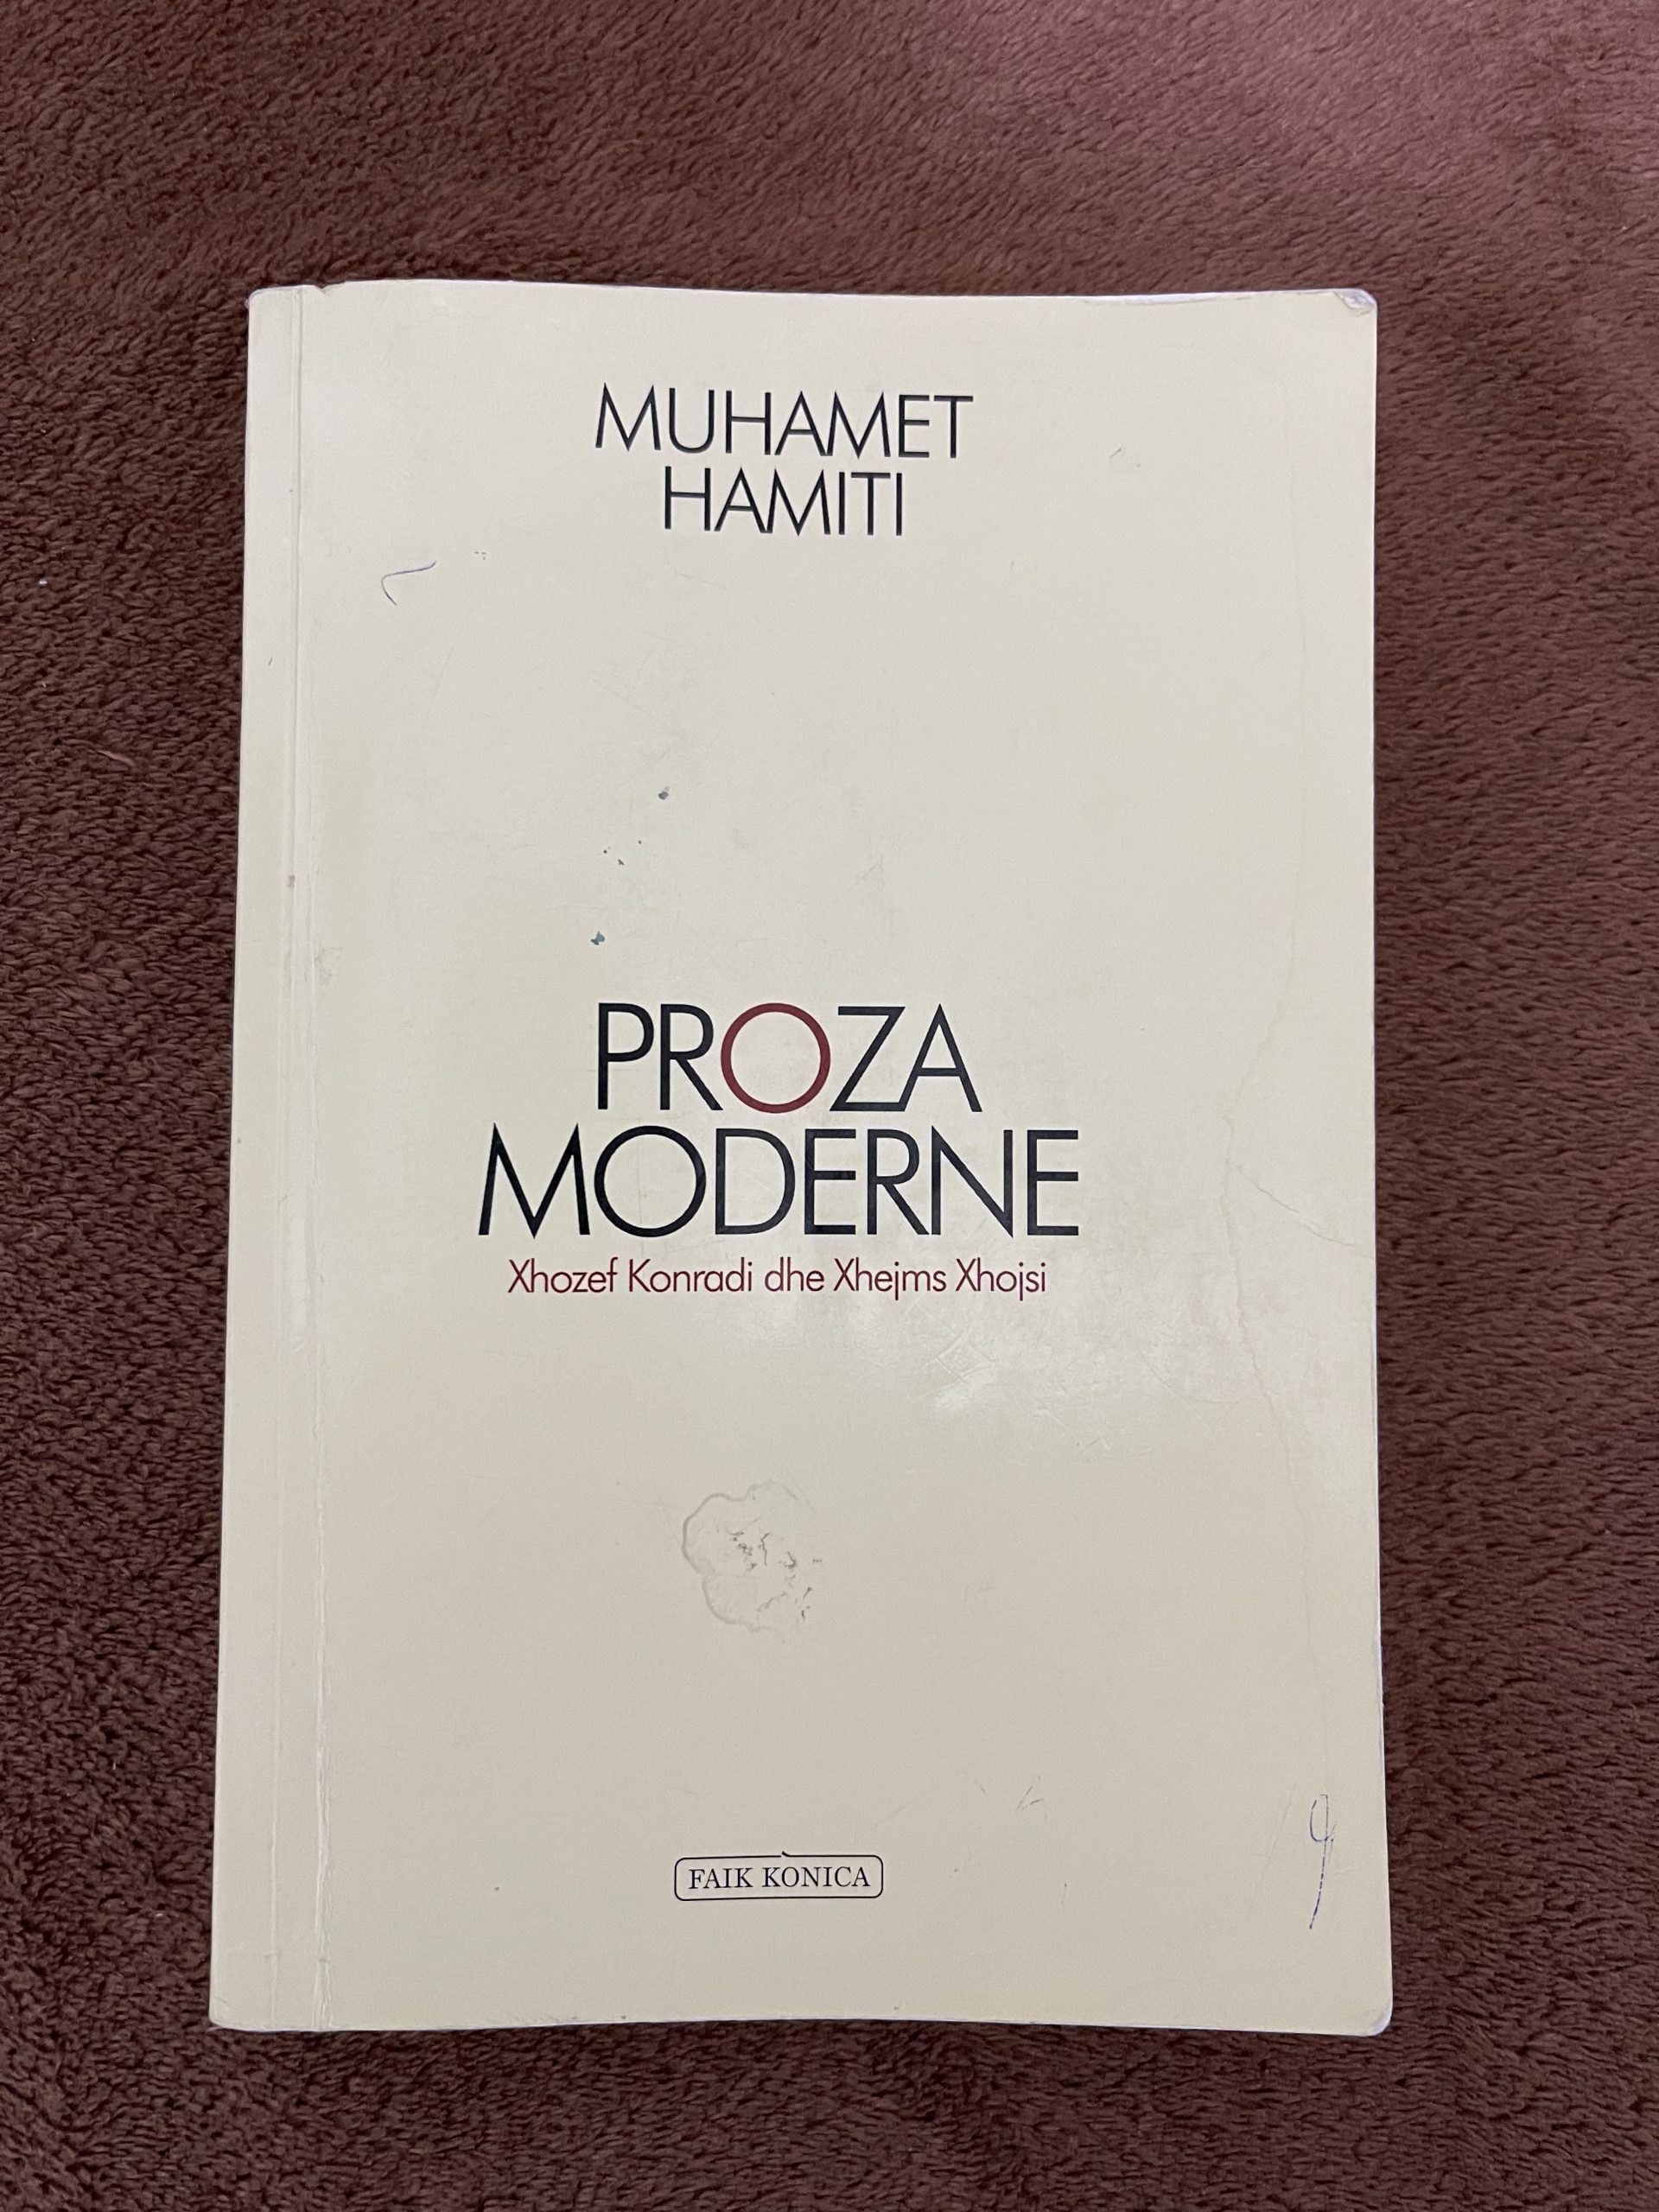 MUHAMET
HAMITI
PROZA
MODERNE
Xhozef Konradi dhe Xhejms Xhojsi
FAIK KONICA